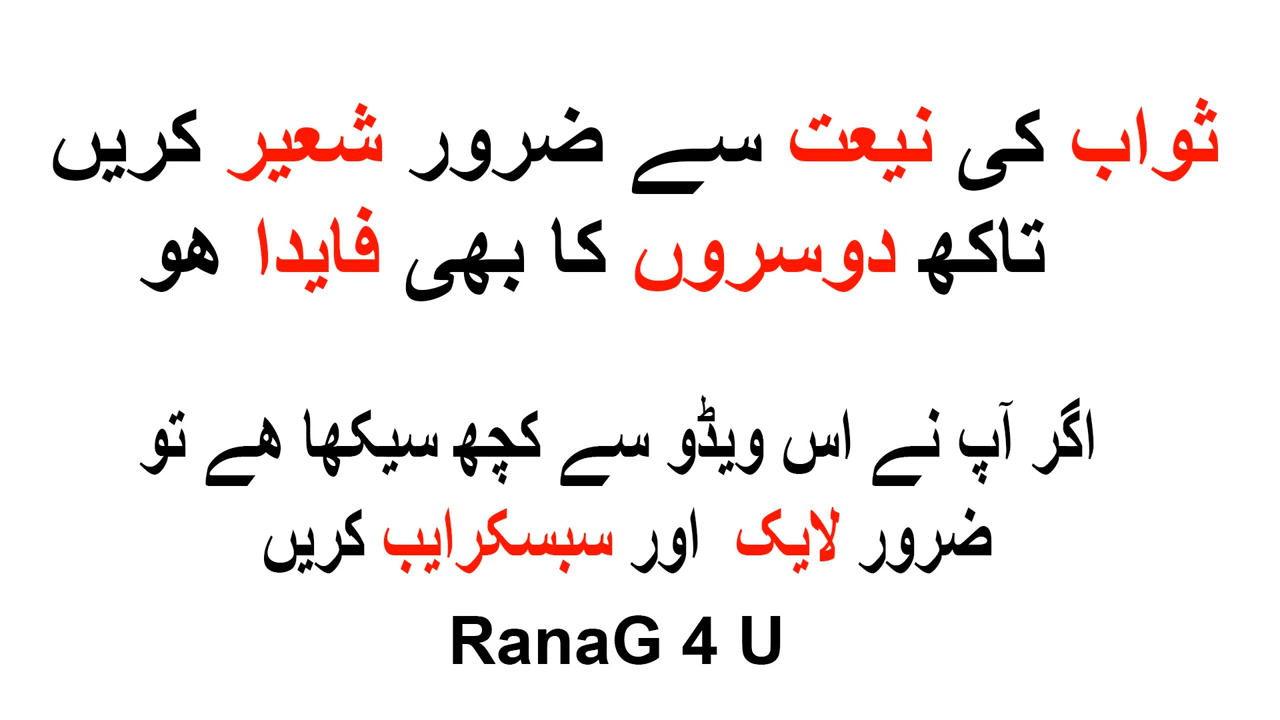 ثواب کی نیعت سے ضرور شعیر کریں
تاکھ دوسروں کا بھی فایدا ھو
اگر آپ نے اس ویڈو سے کچھ سیکھا ھے تو
ضرور لایک اور سبسکرایب کریں
RanaG 4 U